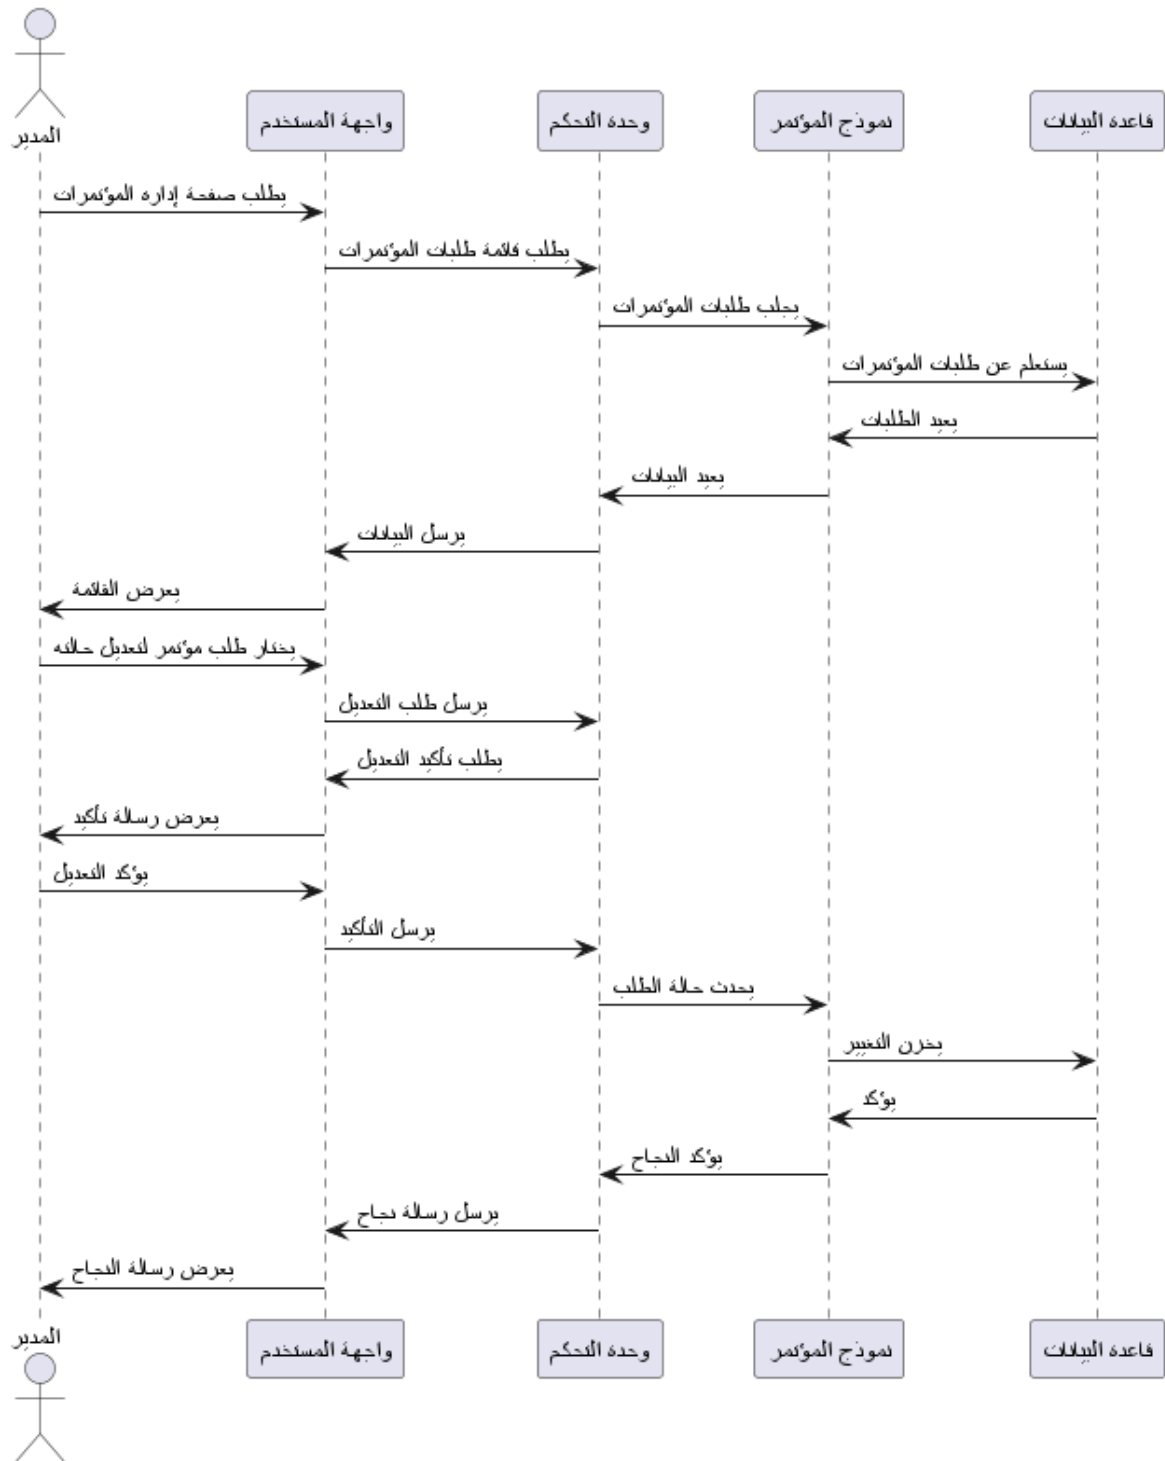 المدير
واجهة المستخدم
وحدة التحكم
نموذج المؤتمر
قاعدة البيانات
يطلب صفحة إدارة المؤتمرات
يطلب قائمة طلبات المؤتمرات
يجلب طلبات المؤتمرات
يستعلم عن طلبات المؤتمرات
يعيد الطلبات
يعيد البيانات
يرسل البيانات
يعرض القائمة
يختار طلب مؤتمر لتعديل حالته
يرسل طلب التعديل
يطلب تأكيد التعديل
يعرض رسالة تأكيد
يؤكد التعديل
يرسل التأكيد
يحدث حالة الطلب
يخزن التغيير
يؤكد
يؤكد النجاح
يرسل رسالة نجاح
يعرض رسالة النجاح
المدير
واجهة المستخدم
وحدة التحكم
نموذج المؤتمر
قاعدة البيانات